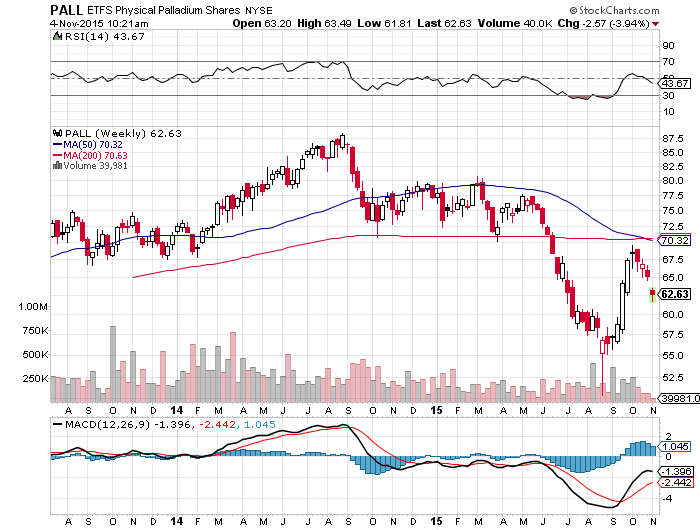 PALL ETFS Physical Palladium Shares NYSE © StockCharts.com
4-Nov-2015 10:21am Open 63.20 High 63.49 Low 61.81 Last 62.63 Volume 40.0K Chg -2.57 (-3.94%)
RSI(14) 43.67
90
70
50
43.67
30
10
PALL (Weekly) 62.63
MA(50) 70.32
MA(200) 70.63
Volume 39,981
87.5
85.0
82.5
80.0
77.5
75.0
72.5
70.32
67.5
65.0
62.63
60.0
57.5
55.0
52.5
1.00M
750K
500K
250K
39981.0
A S O N D 14 F M A M J J A S O N D 15 F M A M J J A S O N
MACD(12,26,9) -1.396, -2.442, 1.045
2
1.045
0
-1.396
-2.442
-4
A S O N D 14 F M A M J J A S O N D 15 F M A M J J A S O N